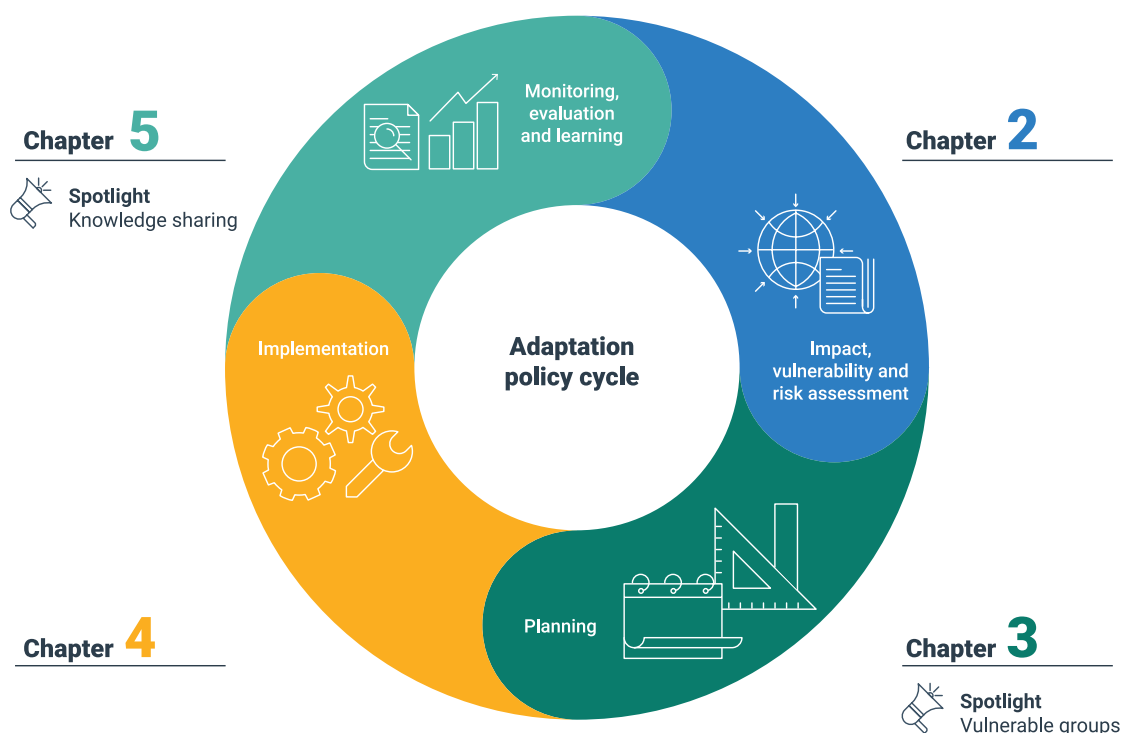 Monitoring,
evaluation
and learning
Chapter 5
Spotlight
Knowledge sharing
Chapter 2
Implementation
Adaptation
policy cycle
Impact,
vulnerability and
risk assessment
Planning
Chapter 4
Chapter 3
Spotlight
Vulnerable groups